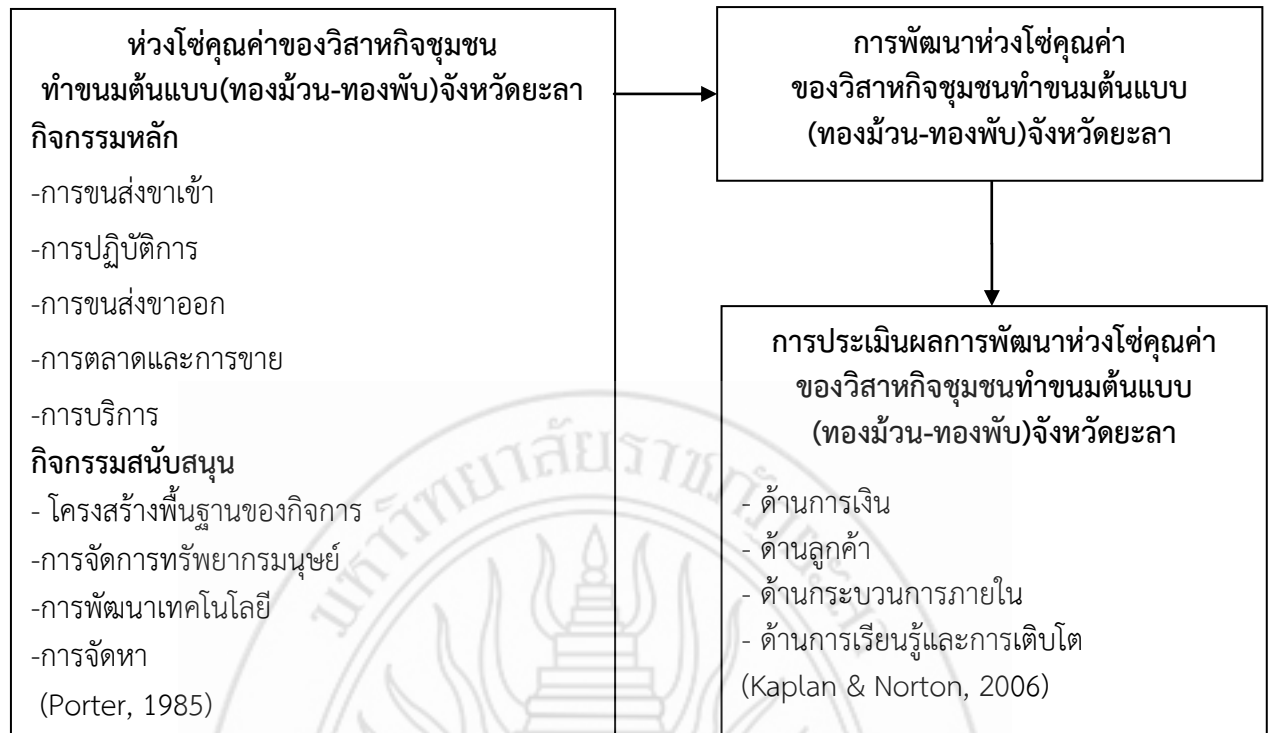 ห่วงโซ่คุณค่าของวิสาหกิจชุมชน
ทำขนมต้นแบบ(ทองม้วน-ทองพับ)จังหวัดยะลา
กิจกรรมหลัก
-การขนส่งขาเข้า
-การปฏิบัติการ
-การขนส่งขาออก
-การตลาดและการขาย
-การบริการ
กิจกรรมสนับสนุน
- โครงสร้างพื้นฐานของกิจการ
-การจัดการทรัพยากรมนุษย์
-การพัฒนาเทคโนโลยี
-การจัดหา
(Porter, 1985)
การพัฒนาห่วงโซ่คุณค่า
ของวิสาหกิจชุมชนทำขนมต้นแบบ
(ทองม้วน-ทองพับ)จังหวัดยะลา
การประเมินผลการพัฒนาห่วงโซ่คุณค่า
ของวิสาหกิจชุมชนทำขนมต้นแบบ
(ทองม้วน-ทองพับ)จังหวัดยะลา
- ด้านการเงิน
- ด้านลูกค้า
- ด้านกระบวนการภายใน
- ด้านการเรียนรู้และการเติบโต
(Kaplan & Norton, 2006)
มหาวิทยาลัยราชภัฏยะลา